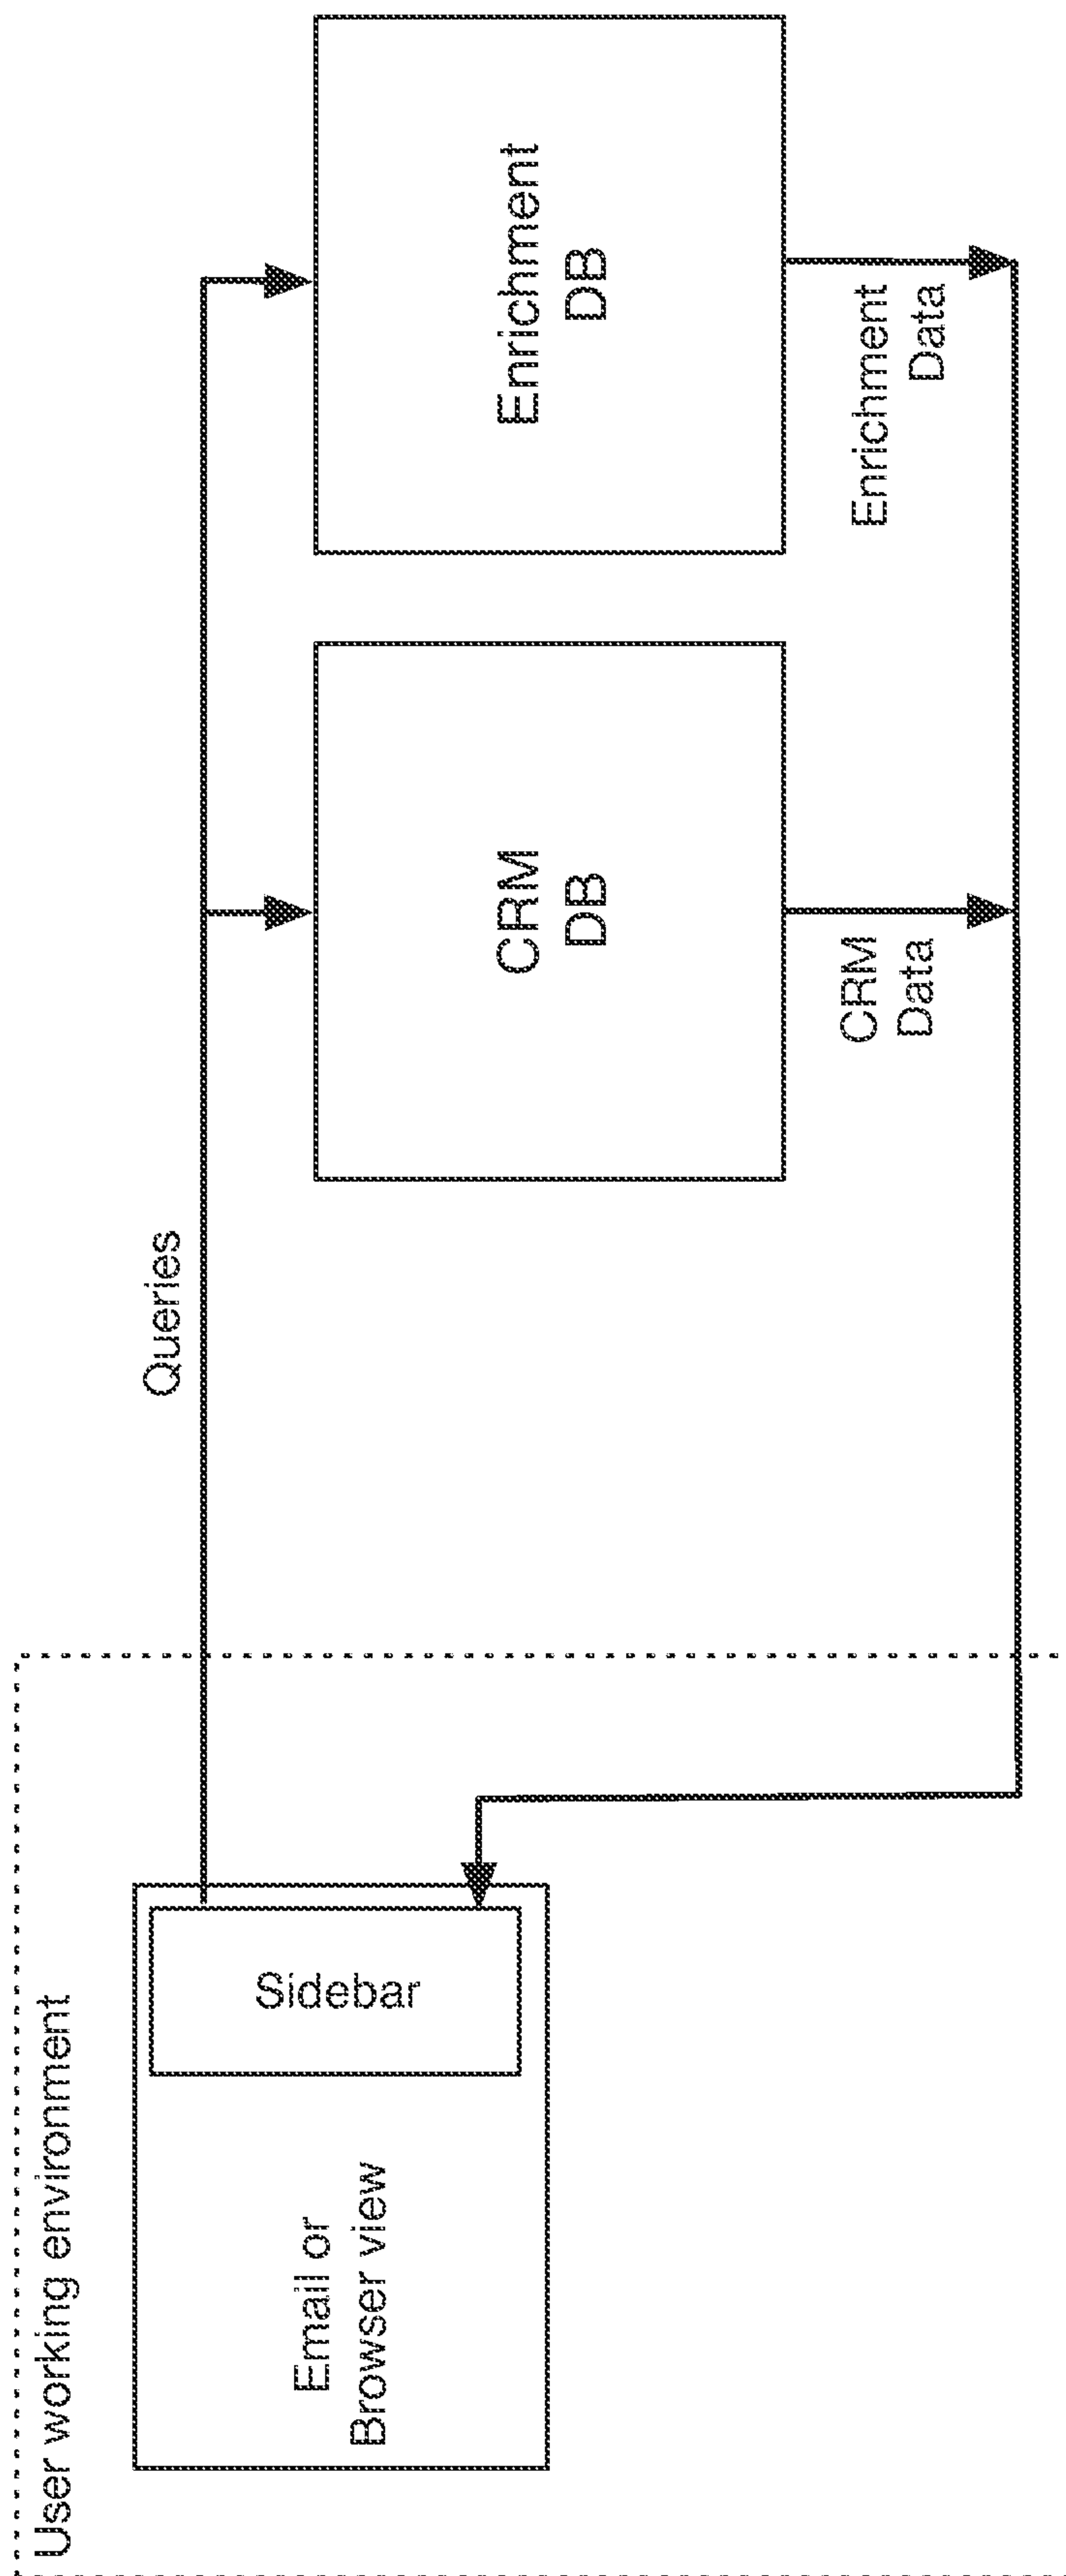 User working environment
Email or
Browser view
Sidebar
Queries
CRM
DB
Enrichment
DB
CRM
Data
Enrichment
Data